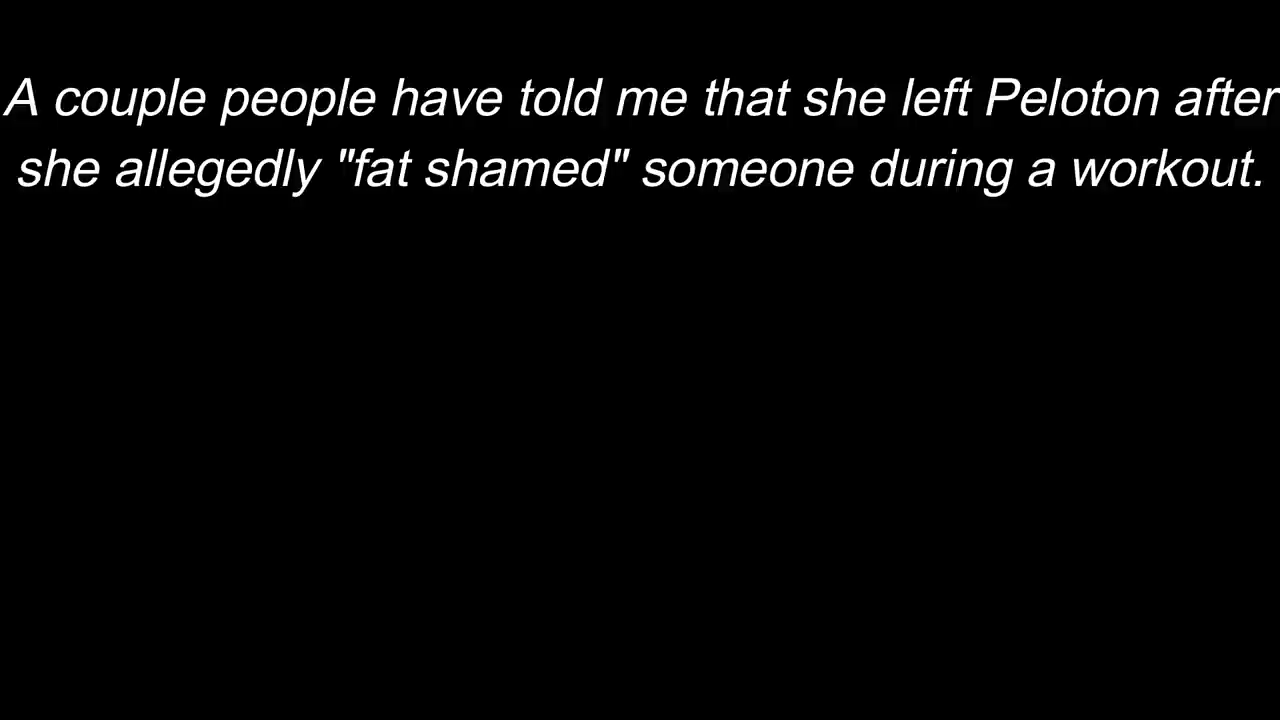 A couple people have told me that she left Peloton after
she allegedly "fat shamed" someone during a workout.